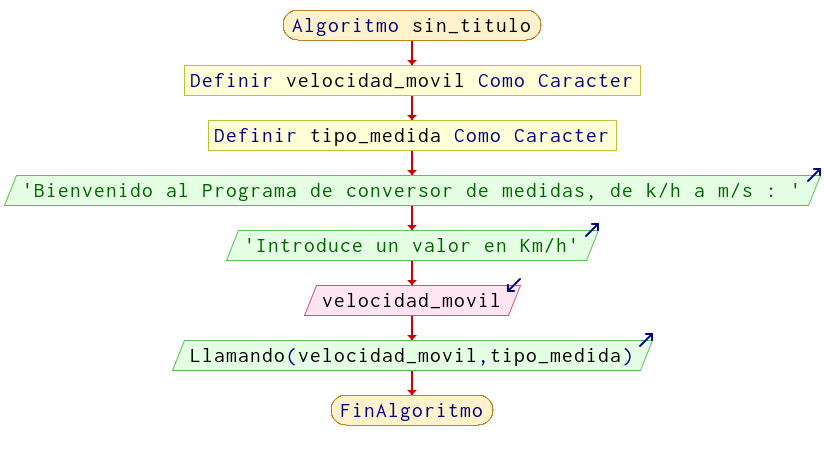 Algoritmo sin_titulo
Definir velocidad_movil Como Caracter
Definir tipo_medida Como Caracter
'Bienvenido al Programa de conversor de medidas, de k/h a m/s : '
'Introduce un valor en Km/h'
velocidad_movil
Llamando(velocidad_movil,tipo_medida)
FinAlgoritmo